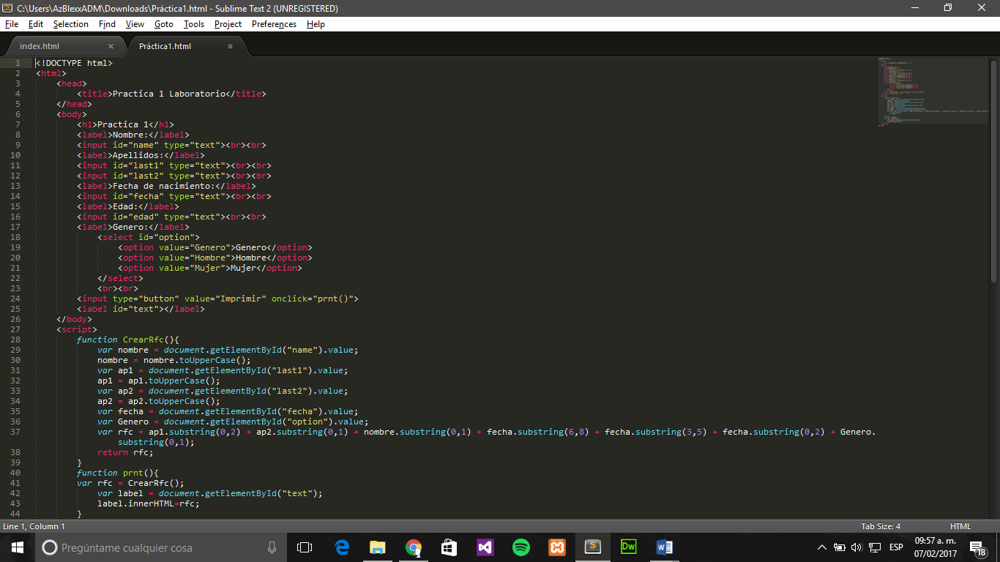 C:\Users\AzBlexxADM\Downloads\Práctica1.html - Sublime Text 2 (UNREGISTERED)
File Edit Selection Find View Goto Tools Project Preferences Help
index.html × Práctica1.html ×
1 <!DOCTYPE html>
2 <html>
3 <head>
4 <title>Practica 1 Laboratorio</title>
5 </head>
6 <body>
7 <h1>Practica 1</h1>
8 <label>Nombre:</label>
9 <input id="name" type="text"><br><br>
10 <label>Apellidos:</label>
11 <input id="last1" type="text"><br><br>
12 <input id="last2" type="text"><br><br>
13 <label>Fecha de nacimiento:</label>
14 <input id="fecha" type="text"><br><br>
15 <label>Edad:</label>
16 <input id="edad" type="text"><br><br>
17 <label>Genero:</label>
18 <select id="option">
19 <option value="Genero">Genero</option>
20 <option value="Hombre">Hombre</option>
21 <option value="Mujer">Mujer</option>
22 </select>
23 <br><br>
24 <input type="button" value="Imprimir" onclick="prnt()">
25 <label id="text"></label>
26 </body>
27 <script>
28 function CrearRfc(){
29 var nombre = document.getElementById("name").value;
30 nombre = nombre.toUpperCase();
31 var ap1 = document.getElementById("last1").value;
32 ap1 = ap1.toUpperCase();
33 var ap2 = document.getElementById("last2").value;
34 ap2 = ap2.toUpperCase();
35 var fecha = document.getElementById("fecha").value;
36 var Genero = document.getElementById("option").value;
37 var rfc = ap1.substring(0,2) + ap2.substring(0,1) + nombre.substring(0,1) + fecha.substring(6,8) + fecha.substring(3,5) + fecha.substring(0,2) + Genero.
substring(0,1);
38 return rfc;
39 }
40 function prnt(){
41 var rfc = CrearRfc();
42 var label = document.getElementById("text");
43 label.innerHTML=rfc;
44 }
Line 1, Column 1 Tab Size: 4 HTML
Pregúntame cualquier cosa
Dw
ESP
09:57 a. m.
07/02/2017
18